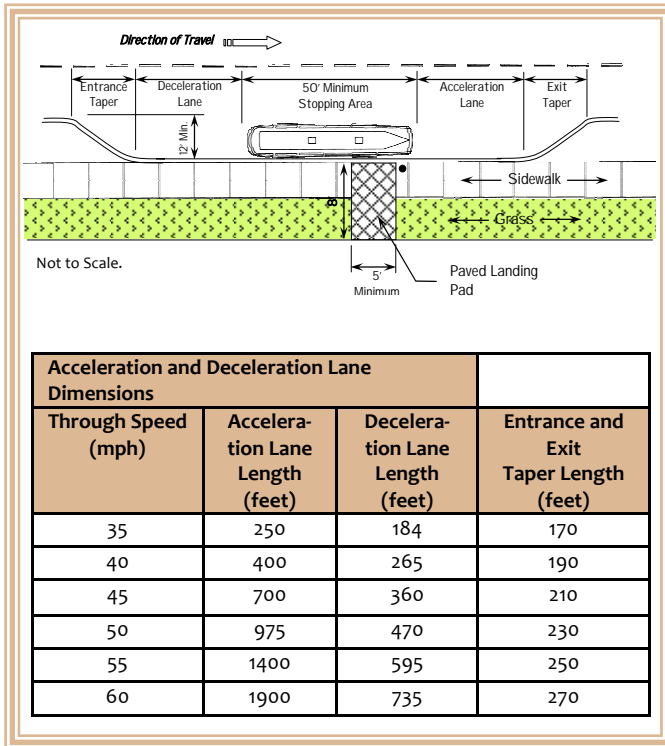 Direction of Travel
Entrance Taper
Deceleration Lane
50' Minimum Stopping Area
Acceleration Lane
Exit Taper
12' Min.
8'
Sidewalk
Grass
Not to Scale.
5' Minimum
Paved Landing Pad
Acceleration and Deceleration Lane
Dimensions
Through Speed (mph) Accelera-tion Lane Length (feet) Decelera-tion Lane Length (feet) Entrance and Exit Taper Length (feet)
35 250 184 170
40 400 265 190
45 700 360 210
50 975 470 230
55 1400 595 250
60 1900 735 270